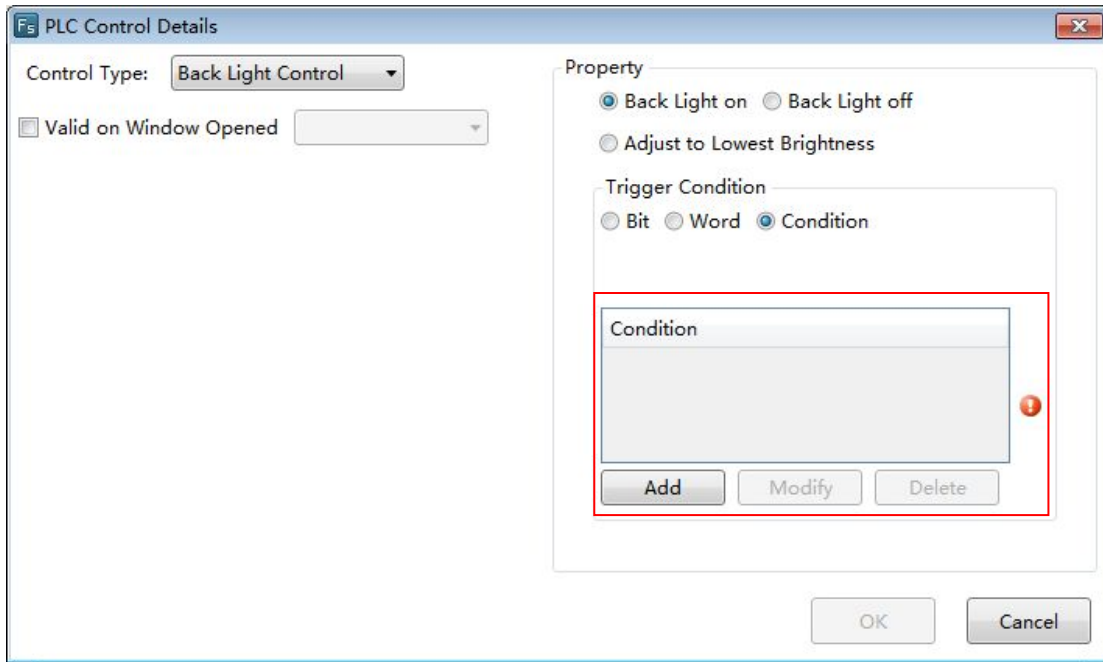 Fs PLC Control Details
Control Type: Back Light Control
Valid on Window Opened
Property
Back Light on Back Light off
Adjust to Lowest Brightness
Trigger Condition
Bit Word Condition
Condition
Add Modify Delete
OK Cancel